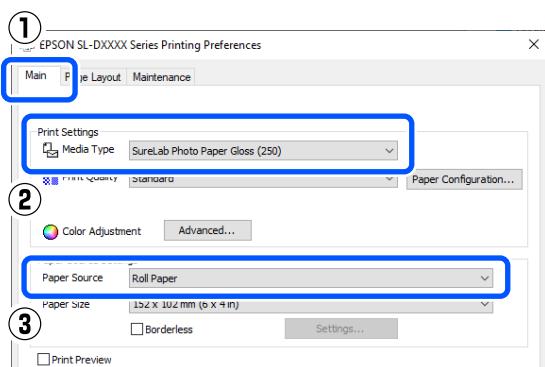 1
EPSON SL-DXXXX Series Printing Preferences
Main Page Layout Maintenance
Print Settings
Media Type SureLab Photo Paper Gloss (250)
Print Quality Standard Paper Configuration...
2
Color Adjustment Advanced...
Paper Source Roll Paper
Paper Size 152 x 102 mm (6 x 4 in)
3
Borderless Settings...
Print Preview